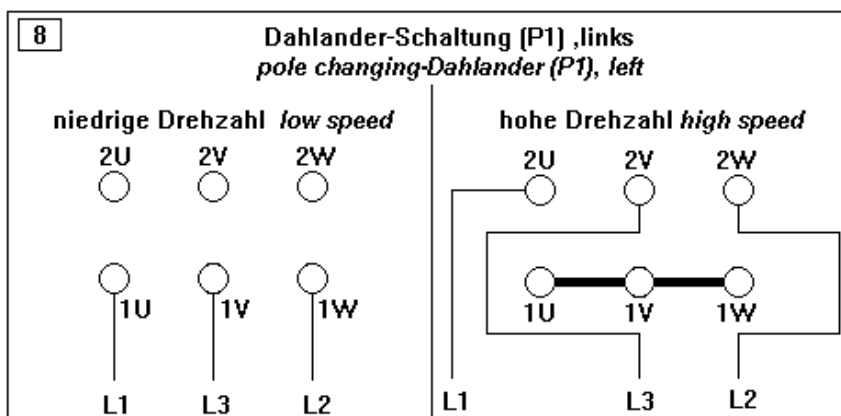 8
Dahlander-Schaltung (P1) ,links
pole changing-Dahlander (P1), left
niedrige Drehzahl low speed
2U 2V 2W
1U 1V 1W
L1 L3 L2
hohe Drehzahl high speed
2U 2V 2W
1U 1V 1W
L1 L3 L2